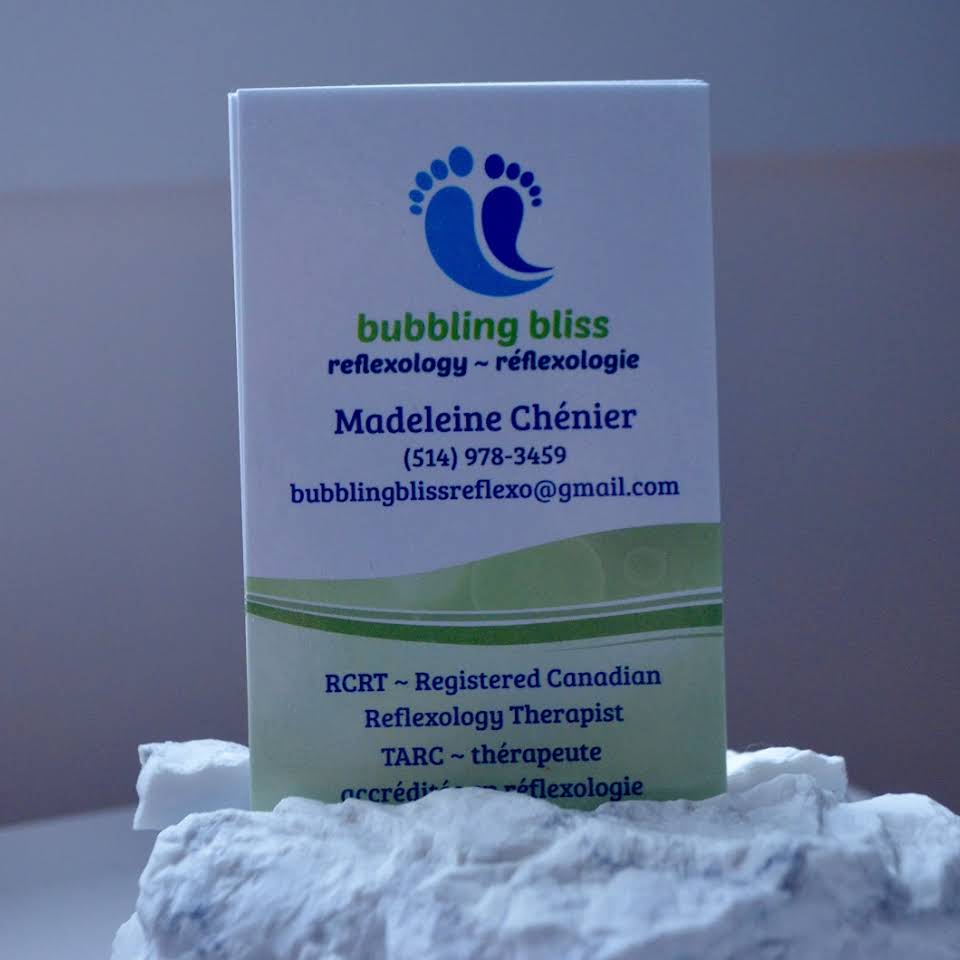 bubbling bliss
reflexology ~ réflexologie
Madeleine Chénier
(514) 978-3459
bubblingblissreflexo@gmail.com
RCRT ~ Registered Canadian
Reflexology Therapist
TARC ~ thérapeute
réflexologie